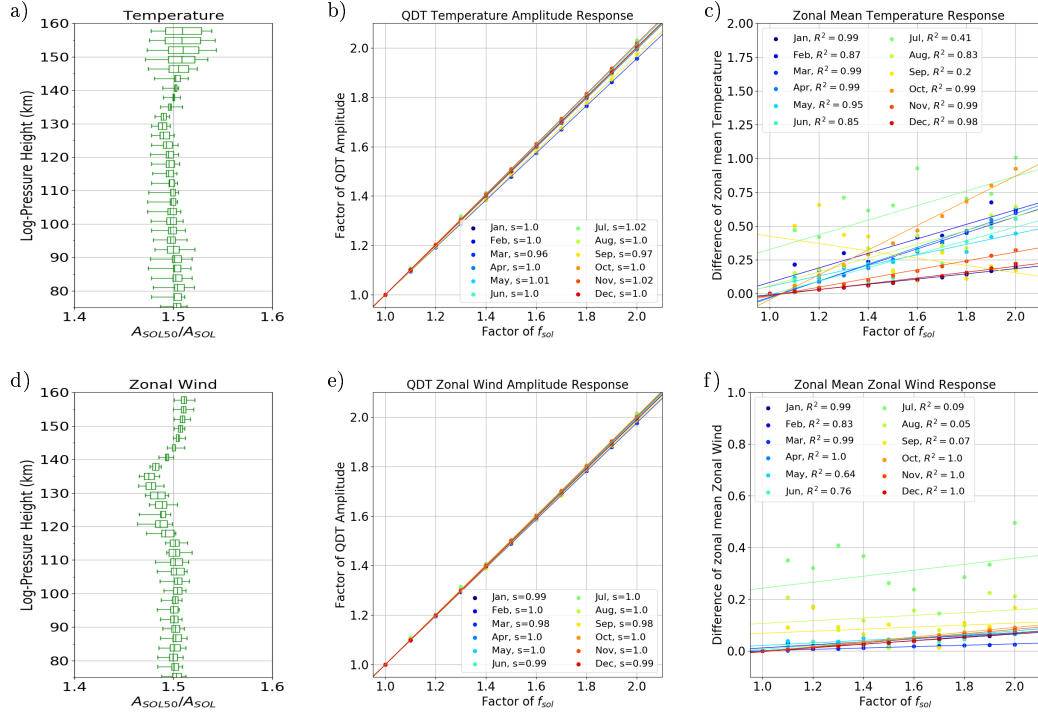 a)
Temperature
Log-Pressure Height (km)
160
150
140
130
120
110
100
90
80
1.4
1.5
1.6
A_SOL50/A_SOL
b)
QDT Temperature Amplitude Response
Factor of QDT Amplitude
2.0
1.8
1.6
1.4
1.2
1.0
Jan, s=1.0
Feb, s=1.0
Mar, s=0.96
Apr, s=1.0
May, s=1.01
Jun, s=1.0
Jul, s=1.02
Aug, s=1.0
Sep, s=0.97
Oct, s=1.0
Nov, s=1.02
Dec, s=1.0
1.0 1.2 1.4 1.6 1.8 2.0
Factor of f_sol
c)
Zonal Mean Temperature Response
Difference of zonal mean Temperature
2.00
1.75
1.50
1.25
1.00
0.75
0.50
0.25
0.00
Jan, R² = 0.99
Feb, R² = 0.87
Mar, R² = 0.99
Apr, R² = 0.99
May, R² = 0.95
Jun, R² = 0.85
Jul, R² = 0.41
Aug, R² = 0.83
Sep, R² = 0.2
Oct, R² = 0.99
Nov, R² = 0.99
Dec, R² = 0.98
1.0 1.2 1.4 1.6 1.8 2.0
Factor of f_sol
d)
Zonal Wind
Log-Pressure Height (km)
160
150
140
130
120
110
100
90
80
1.4
1.5
1.6
A_SOL50/A_SOL
e)
QDT Zonal Wind Amplitude Response
Factor of QDT Amplitude
2.0
1.8
1.6
1.4
1.2
1.0
Jan, s=0.99
Feb, s=1.0
Mar, s=0.98
Apr, s=1.0
May, s=1.0
Jun, s=0.99
Jul, s=1.0
Aug, s=1.0
Sep, s=0.98
Oct, s=1.0
Nov, s=1.0
Dec, s=0.99
1.0 1.2 1.4 1.6 1.8 2.0
Factor of f_sol
f)
Zonal Mean Zonal Wind Response
Difference of zonal mean Zonal Wind
1.0
0.8
0.6
0.4
0.2
0.0
Jan, R² = 0.99
Feb, R² = 0.83
Mar, R² = 0.99
Apr, R² = 1.0
May, R² = 0.64
Jun, R² = 0.76
Jul, R² = 0.09
Aug, R² = 0.05
Sep, R² = 0.07
Oct, R² = 1.0
Nov, R² = 1.0
Dec, R² = 1.0
1.0 1.2 1.4 1.6 1.8 2.0
Factor of f_sol